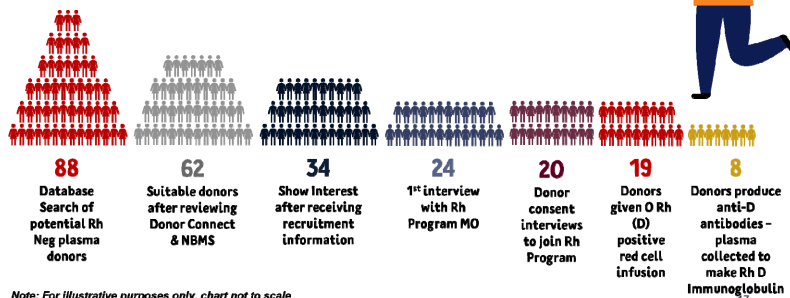 88
Database
Search of
potential Rh
Neg plasma
donors
62
Suitable donors
after reviewing
Donor Connect
& NBMS
34
Show Interest
after receiving
recruitment
information
24
1st interview
with Rh
Program MO
20
Donor
consent
interviews
to join Rh
Program
19
Donors
given O Rh
(D)
positive
red cell
infusion
8
Donors produce
anti-D
antibodies –
plasma
collected to
make Rh D
Immunoglobulin
Note: For illustrative purposes only, chart not to scale